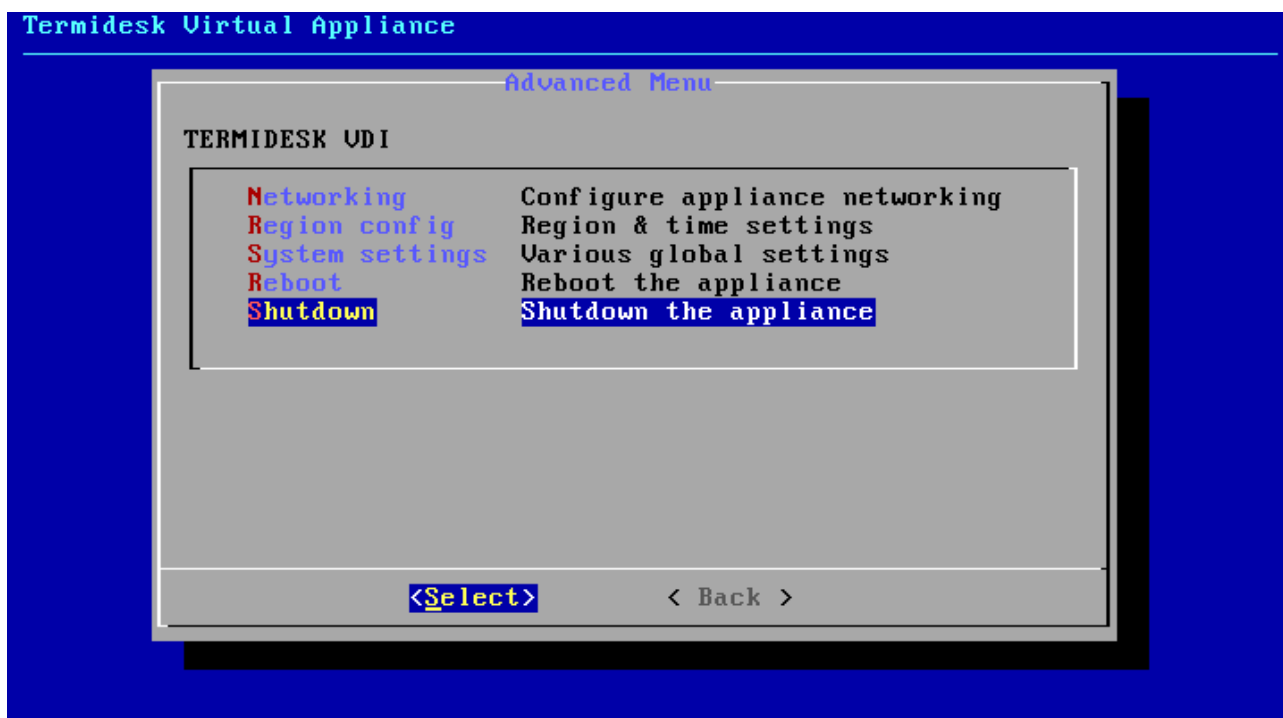 Termidesk Virtual Appliance
Advanced Menu
TERMIDESK VDI
Networking Configure appliance networking
Region config Region & time settings
System settings Various global settings
Reboot Reboot the appliance
Shutdown Shutdown the appliance
<Select> < Back >